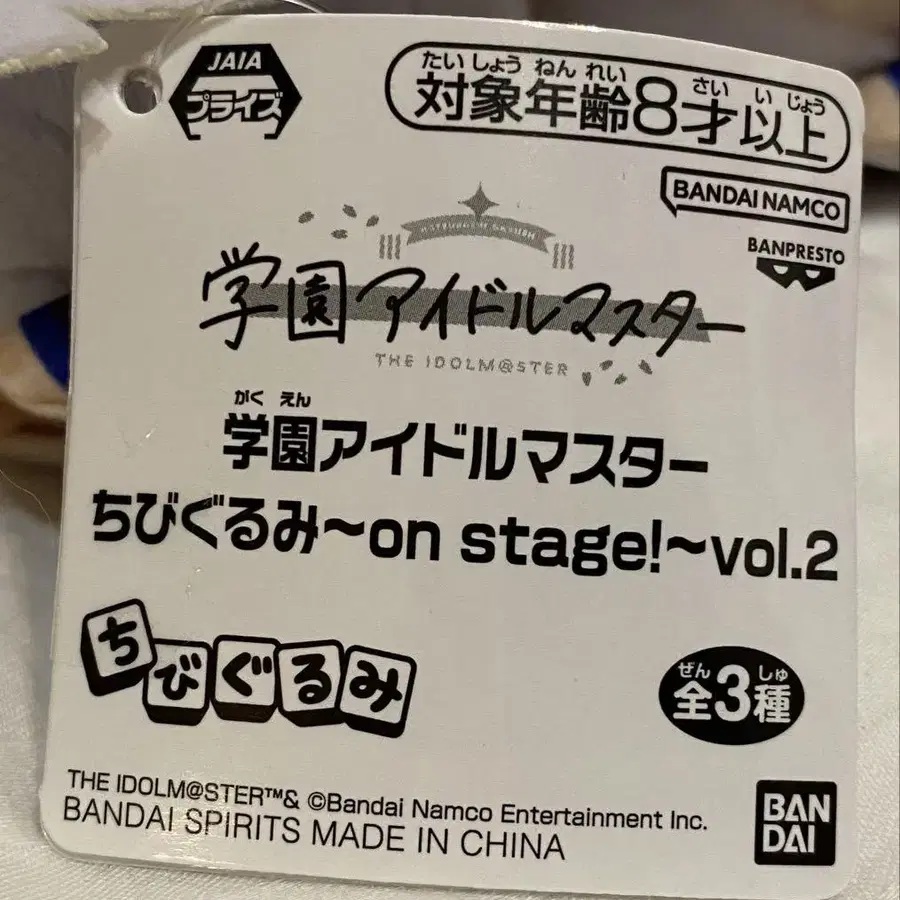 JAIA
プライズ
たいしょうねんれい さいいじょう
対象年齢8才以上
BANDAI NAMCO
BANPRESTO
学園アイドルマスター
THE IDOLM@STER
がくえん
学園アイドルマスター
ちびぐるみ~on stage!~vol.2
ちびぐるみ
ぜん しゅ
全3種
THE IDOLM@STER™& ©Bandai Namco Entertainment Inc.
BANDAI SPIRITS MADE IN CHINA
BAN
DAI